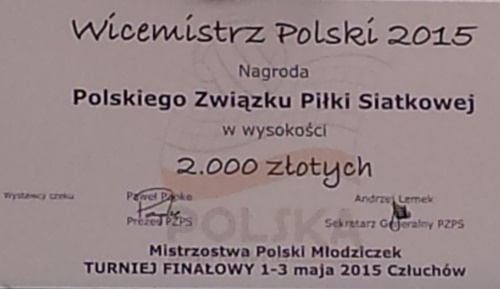 Wicemistrz Polski 2015
Nagroda
Polskiego Związku Piłki Siatkowej
w wysokości
2.000 złotych
Wystawcy czeku
Paweł Papke
Andrzej Lemek
Prezes PZPS
Sekretarz Generalny PZPS
POLSKA
Mistrzostwa Polski Młodziczek
TURNIEJ FINAŁOWY 1-3 maja 2015 Człuchów